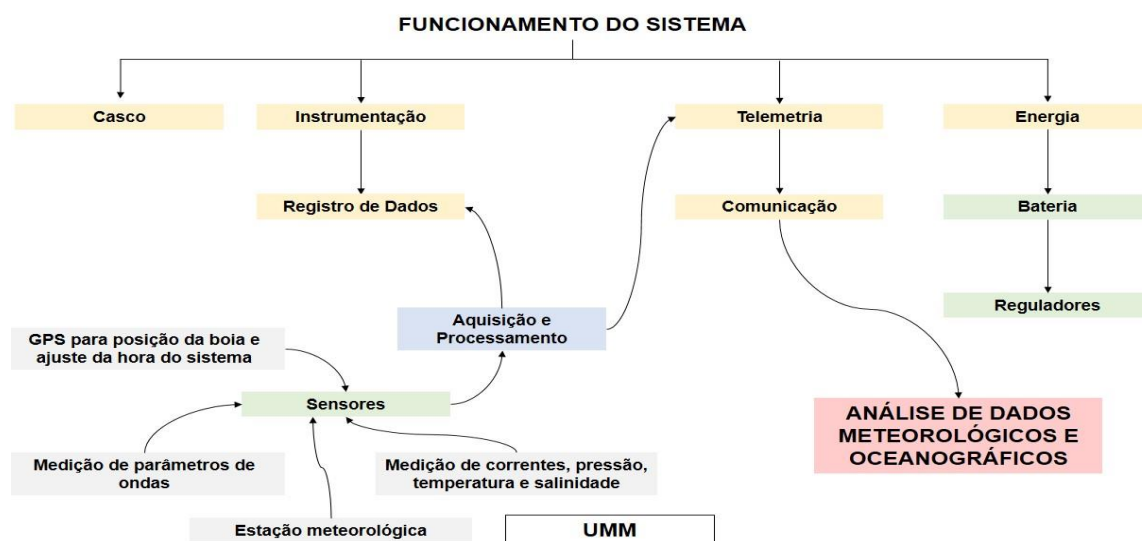 FUNCIONAMENTO DO SISTEMA
Casco
Instrumentação
Telemetria
Energia
Registro de Dados
Comunicação
Bateria
Reguladores
Aquisição e
Processamento
GPS para posição da boia e
ajuste da hora do sistema
Sensores
ANÁLISE DE DADOS
METEOROLÓGICOS E
OCEANOGRÁFICOS
Medição de parâmetros de
ondas
Medição de correntes, pressão,
temperatura e salinidade
Estação meteorológica
UMM